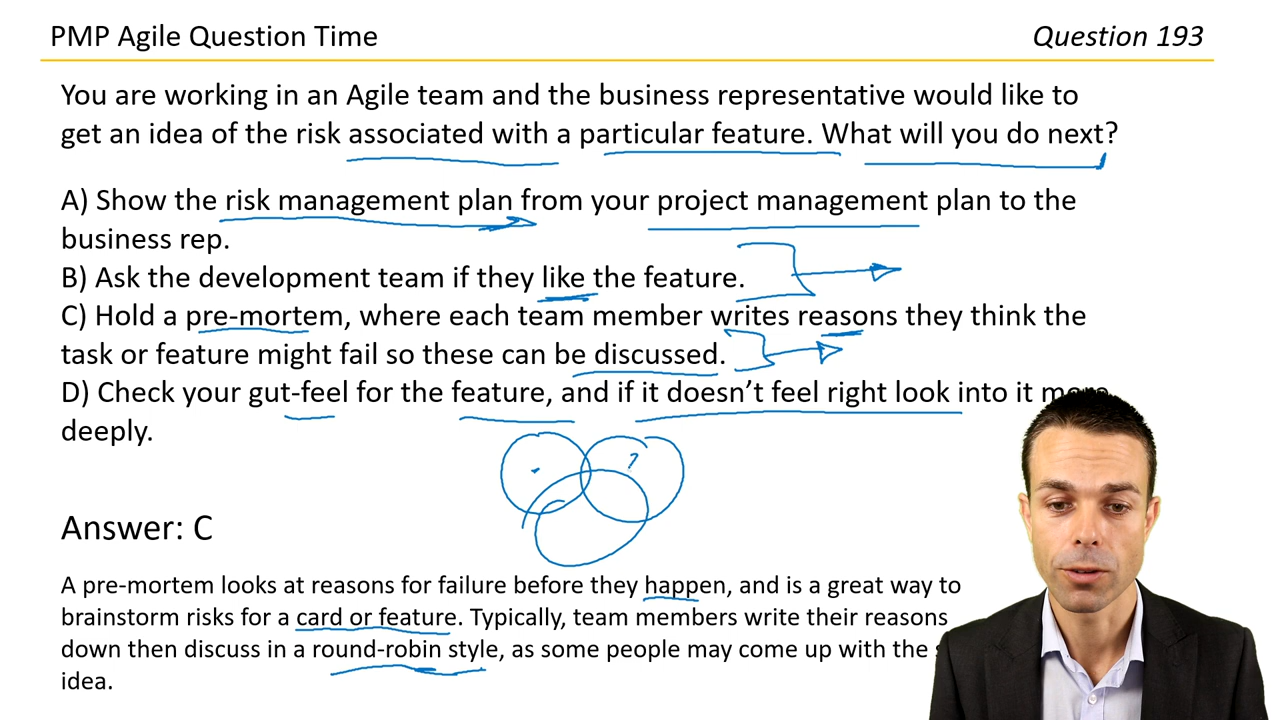 PMP Agile Question Time
Question 193
You are working in an Agile team and the business representative would like to
get an idea of the risk associated with a particular feature. What will you do next?
A) Show the risk management plan from your project management plan to the
business rep.
B) Ask the development team if they like the feature.
C) Hold a pre-mortem, where each team member writes reasons they think the
task or feature might fail so these can be discussed.
D) Check your gut-feel for the feature, and if it doesn’t feel right look into it more
deeply.
?
Answer: C
A pre-mortem looks at reasons for failure before they happen, and is a great way to
brainstorm risks for a card or feature. Typically, team members write their reasons
down then discuss in a round-robin style, as some people may come up with the
idea.